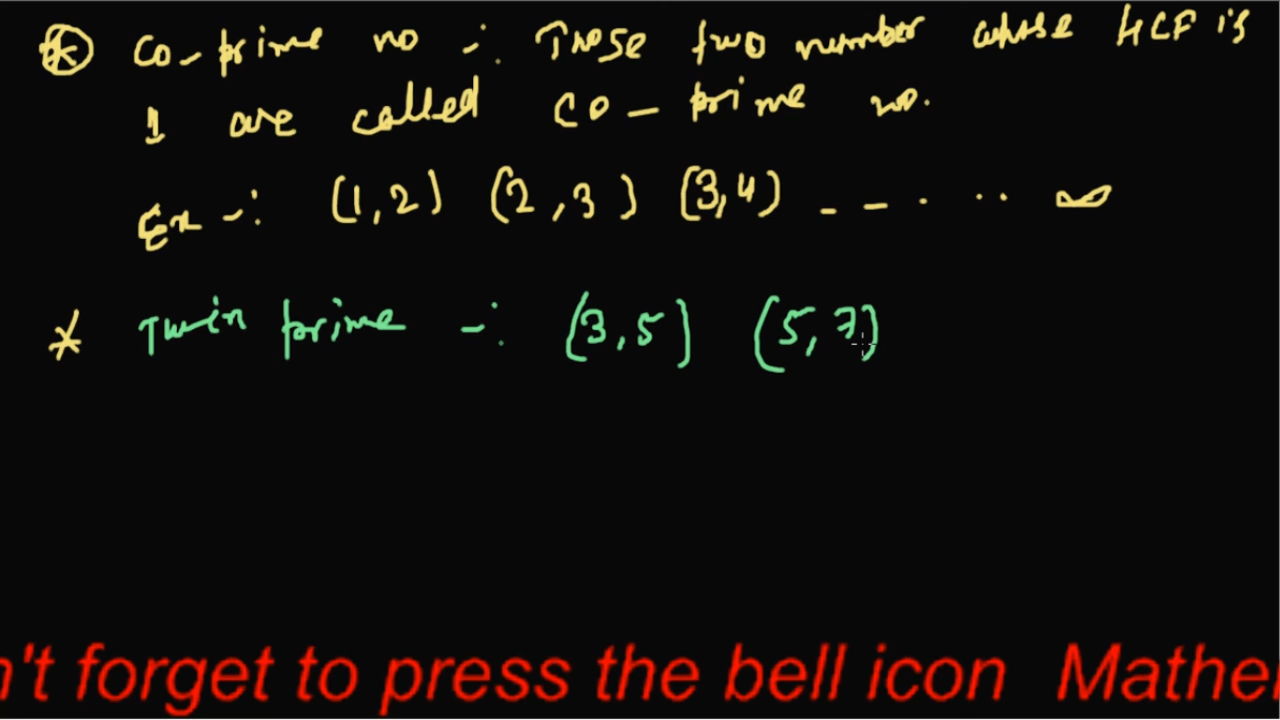 Co-prime no -: Those two number whose HCF is
1 are called co-prime no.
Ex -: (1,2) (2,3) (3,4) - - . . . ∞
* Twin prime -: (3,5) (5,7)
n't forget to press the bell icon Mather